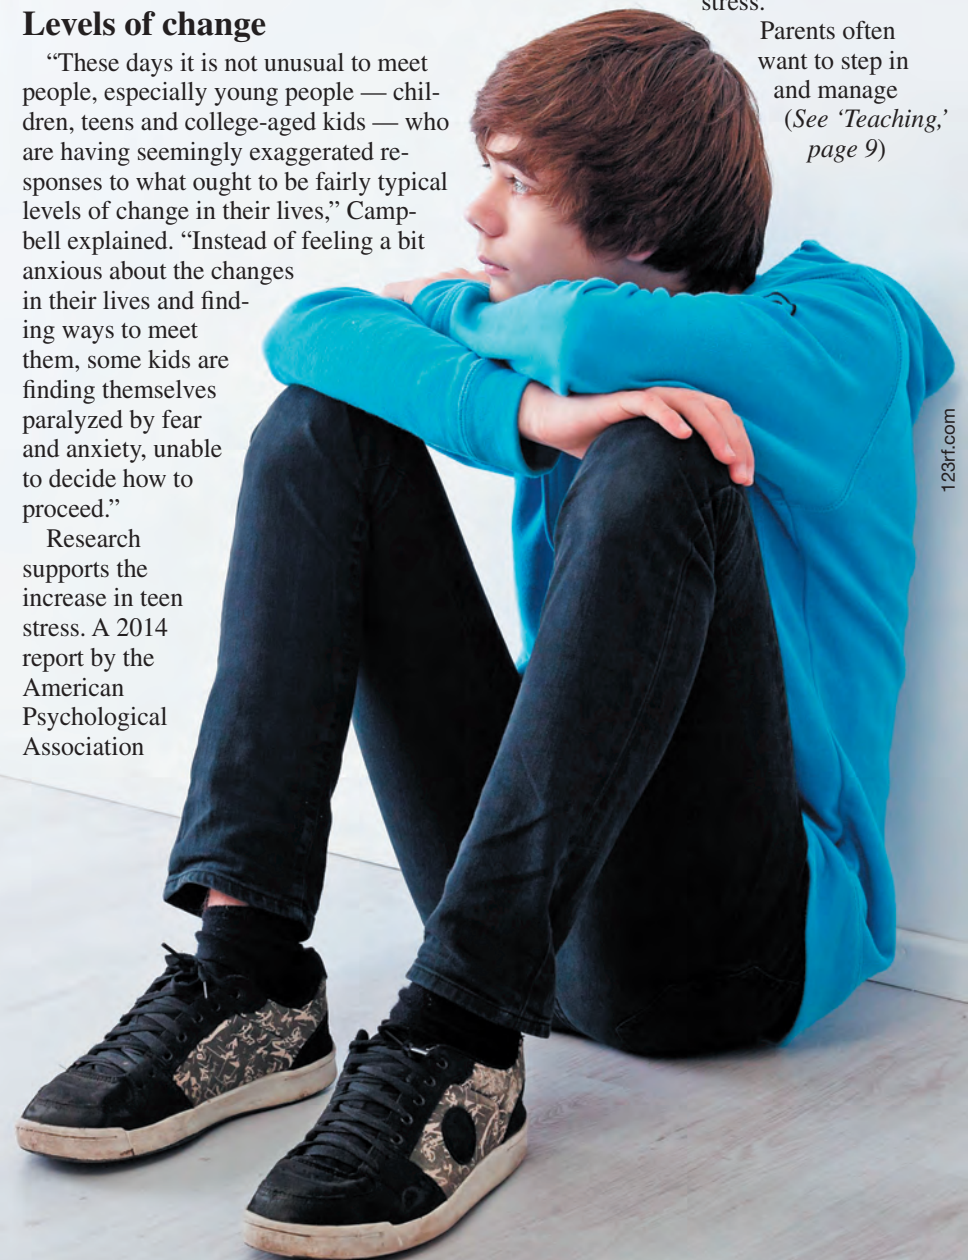 Levels of change
“These days it is not unusual to meet
people, especially young people — chil-
dren, teens and college-aged kids — who
are having seemingly exaggerated re-
sponses to what ought to be fairly typical
levels of change in their lives,” Camp-
bell explained. “Instead of feeling a bit
anxious about the changes
in their lives and find-
ing ways to meet
them, some kids are
finding themselves
paralyzed by fear
and anxiety, unable
to decide how to
proceed.”
Research
supports the
increase in teen
stress. A 2014
report by the
American
Psychological
Association
stress.
Parents often
want to step in
and manage
(See ‘Teaching,’
page 9)
123rf.com